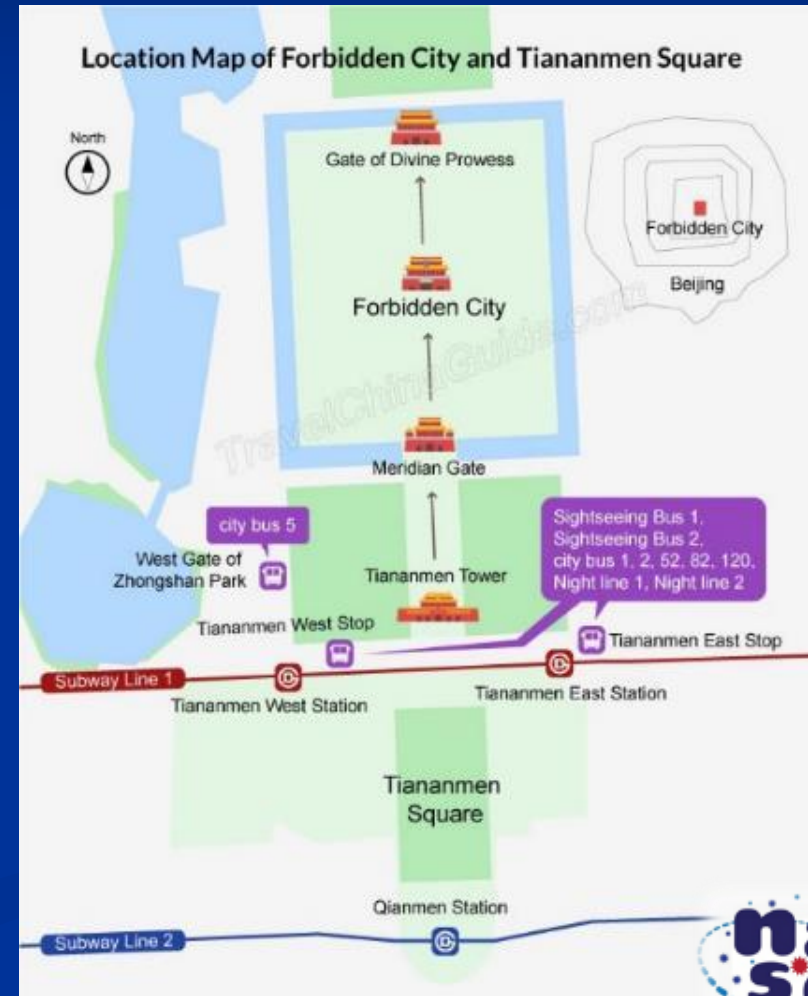 Location Map of Forbidden City and Tiananmen Square
North
Gate of Divine Prowess
Forbidden City
Beijing
Forbidden City
TravelChinaGuide.com
Meridian Gate
city bus 5
West Gate of
Zhongshan Park
Sightseeing Bus 1,
Sightseeing Bus 2,
city bus 1, 2, 52, 82, 120,
Night line 1, Night line 2
Tiananmen Tower
Tiananmen West Stop
Tiananmen East Stop
Subway Line 1
Tiananmen West Station
Tiananmen East Station
Tiananmen
Square
Qianmen Station
Subway Line 2